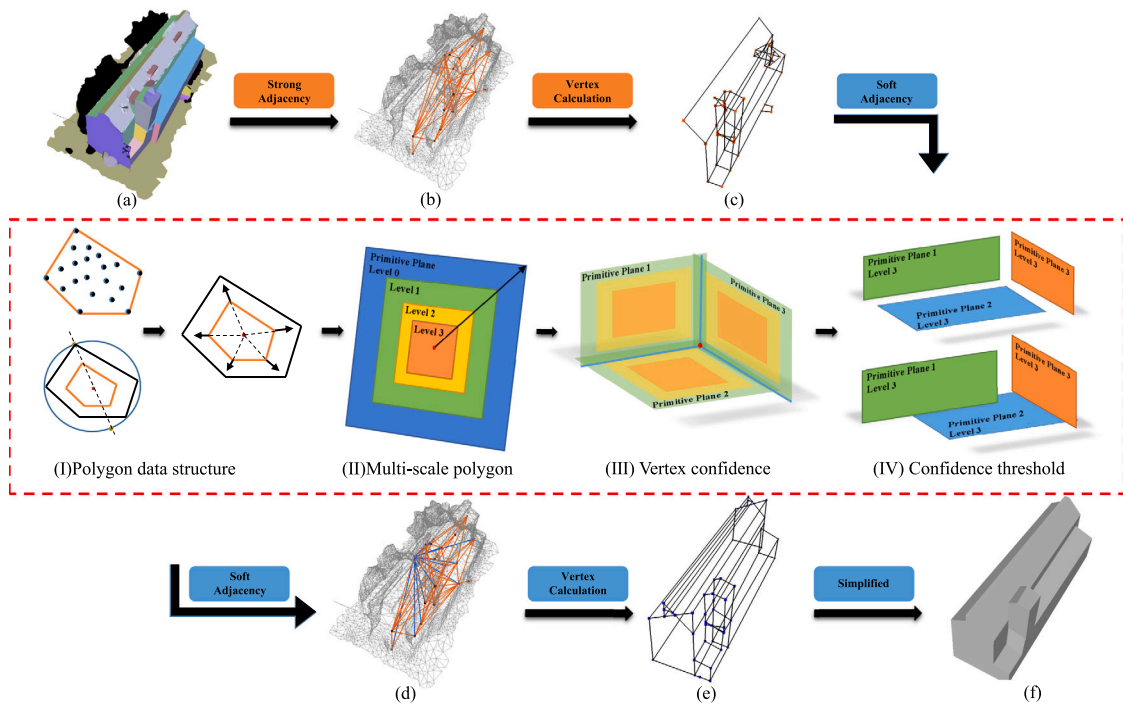 Strong
Adjacency
Vertex
Calculation
Soft
Adjacency
(a)
(b)
(c)
Primitive Plane
Level 0
Level 1
Level 2
Level 3
Primitive Plane 1
Primitive Plane 3
Primitive Plane 2
Primitive Plane 1
Level 3
Primitive Plane 3
Level 3
Primitive Plane 2
Level 3
Primitive Plane 1
Level 3
Primitive Plane 3
Level 3
Primitive Plane 2
Level 3
(I)Polygon data structure
(II)Multi-scale polygon
(III) Vertex confidence
(IV) Confidence threshold
Soft
Adjacency
Vertex
Calculation
Simplified
(d)
(e)
(f)